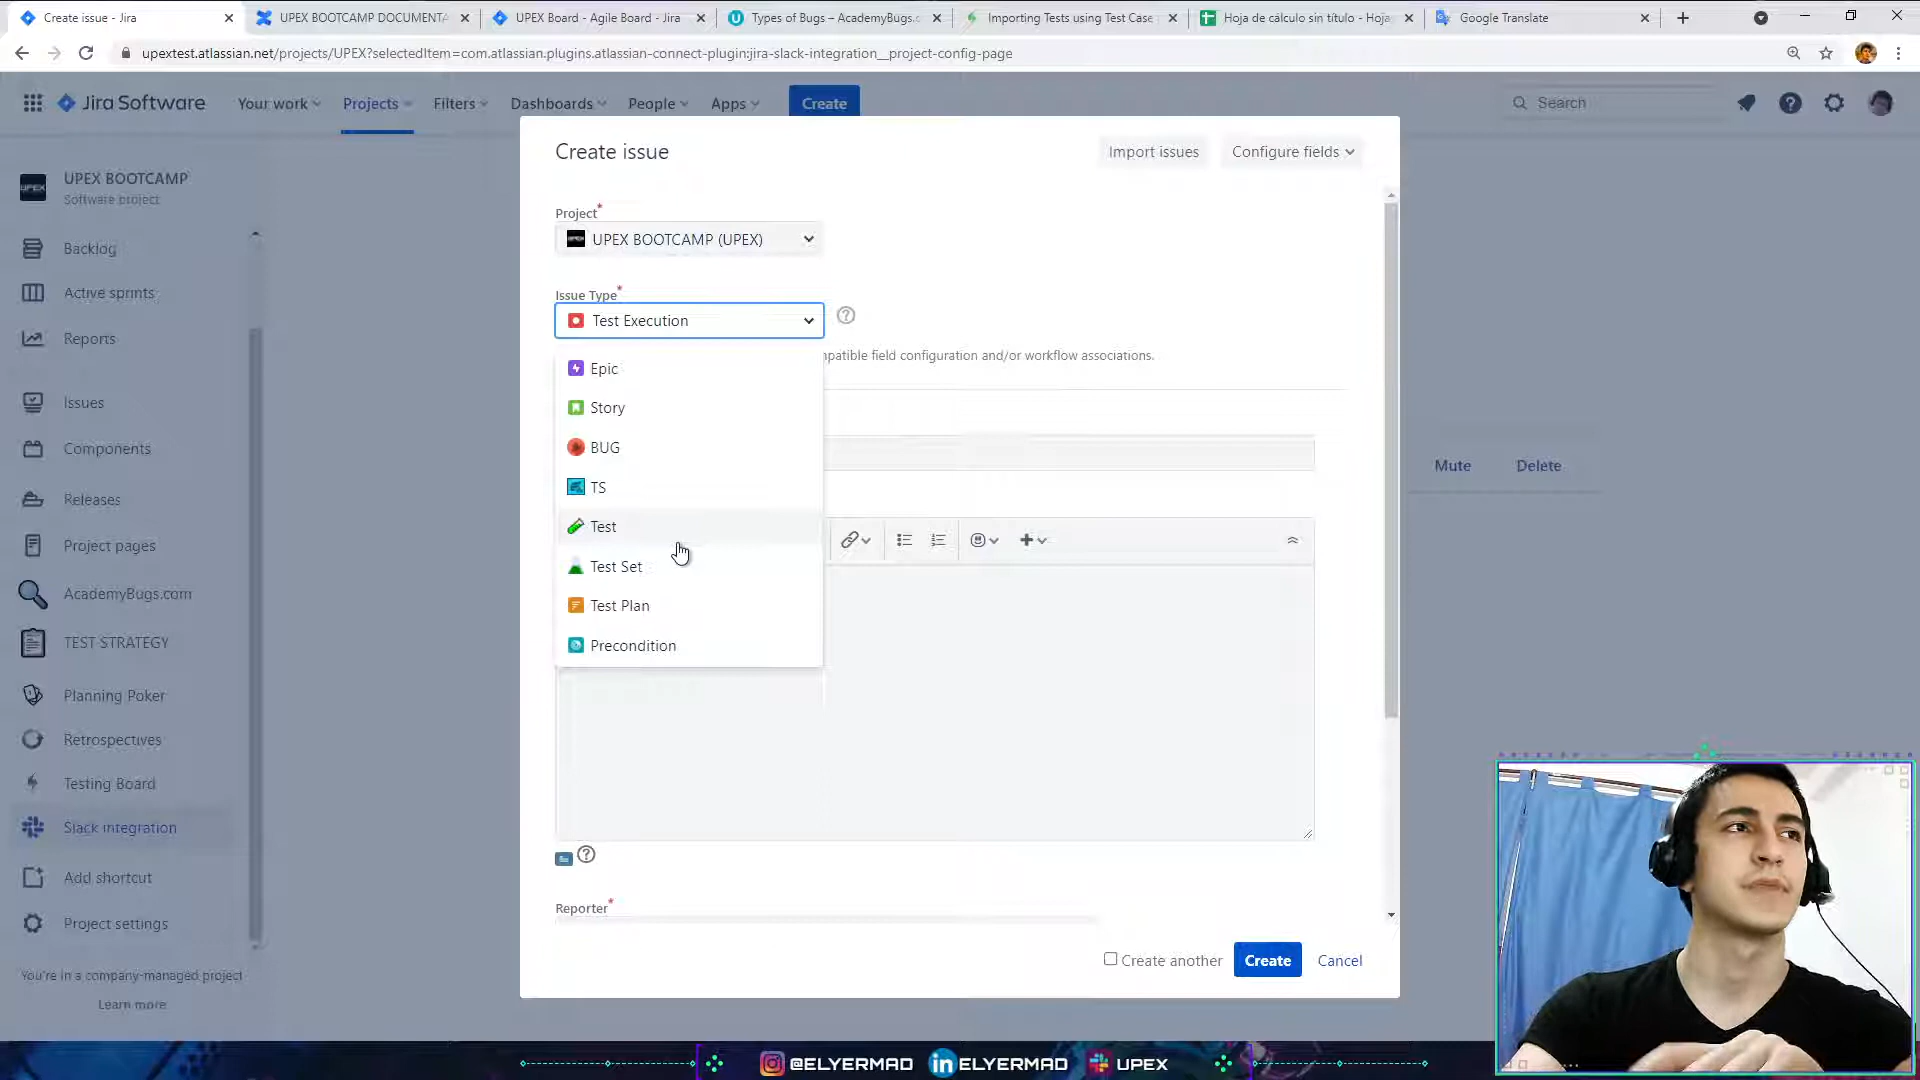 Create issue - Jira
UPEX BOOTCAMP DOCUMENTA
UPEX Board - Agile Board - Jira
Types of Bugs – AcademyBugs.c
Importing Tests using Test Case
Hoja de cálculo sin título - Hoja
Google Translate
upextest.atlassian.net/projects/UPEX?selectedItem=com.atlassian.plugins.atlassian-connect-plugin:jira-slack-integration__project-config-page
Jira Software
Your work
Projects
Filters
Dashboards
People
Apps
Create
Search
UPEX BOOTCAMP
Software project
Backlog
Active sprints
Reports
Issues
Components
Releases
Project pages
AcademyBugs.com
TEST STRATEGY
Planning Poker
Retrospectives
Testing Board
Slack integration
Add shortcut
Project settings
You're in a company-managed project
Learn more
Create issue
Import issues
Configure fields
Project*
UPEX BOOTCAMP (UPEX)
Issue Type*
Test Execution
patible field configuration and/or workflow associations.
Epic
Story
BUG
TS
Test
Test Set
Test Plan
Precondition
Reporter*
Create another
Create
Cancel
Mute
Delete
@ELYERMAD
ELYERMAD
UPEX